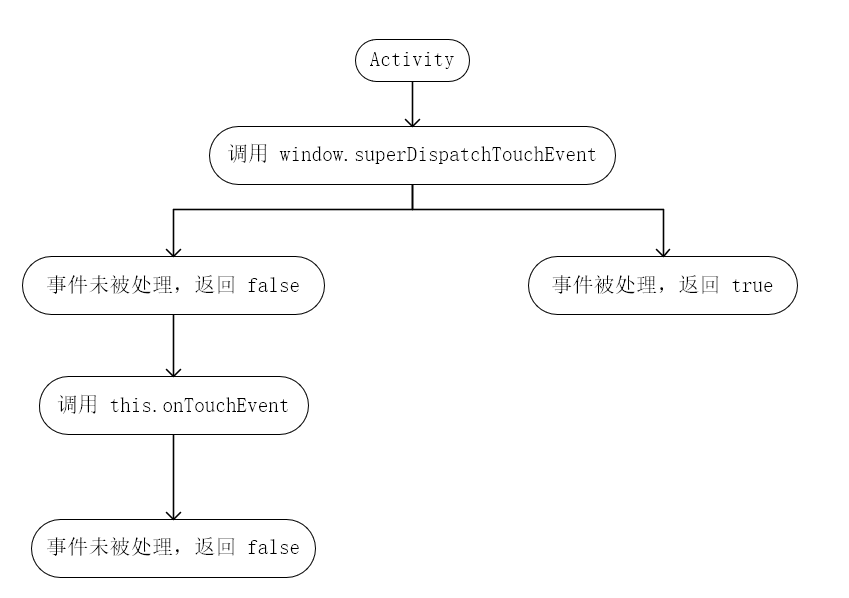 Activity
调用 window.superDispatchTouchEvent
事件未被处理，返回 false
事件被处理，返回 true
调用 this.onTouchEvent
事件未被处理，返回 false